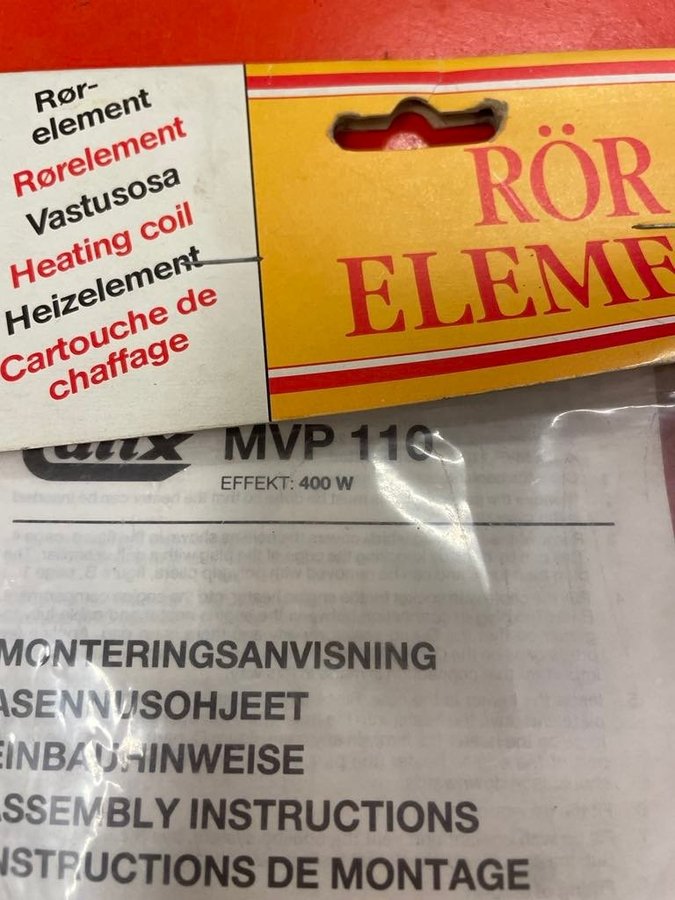 Rør-
element
Rørelement
Vastusosa
Heating coil
Heizelement
Cartouche de
chaffage
RÖR
ELEME
MVP 110
EFFEKT: 400 W
MONTERINGSANVISNING
ASENNUSOHJEET
EINBAUHINWEISE
ASSEMBLY INSTRUCTIONS
NSTRUCTIONS DE MONTAGE